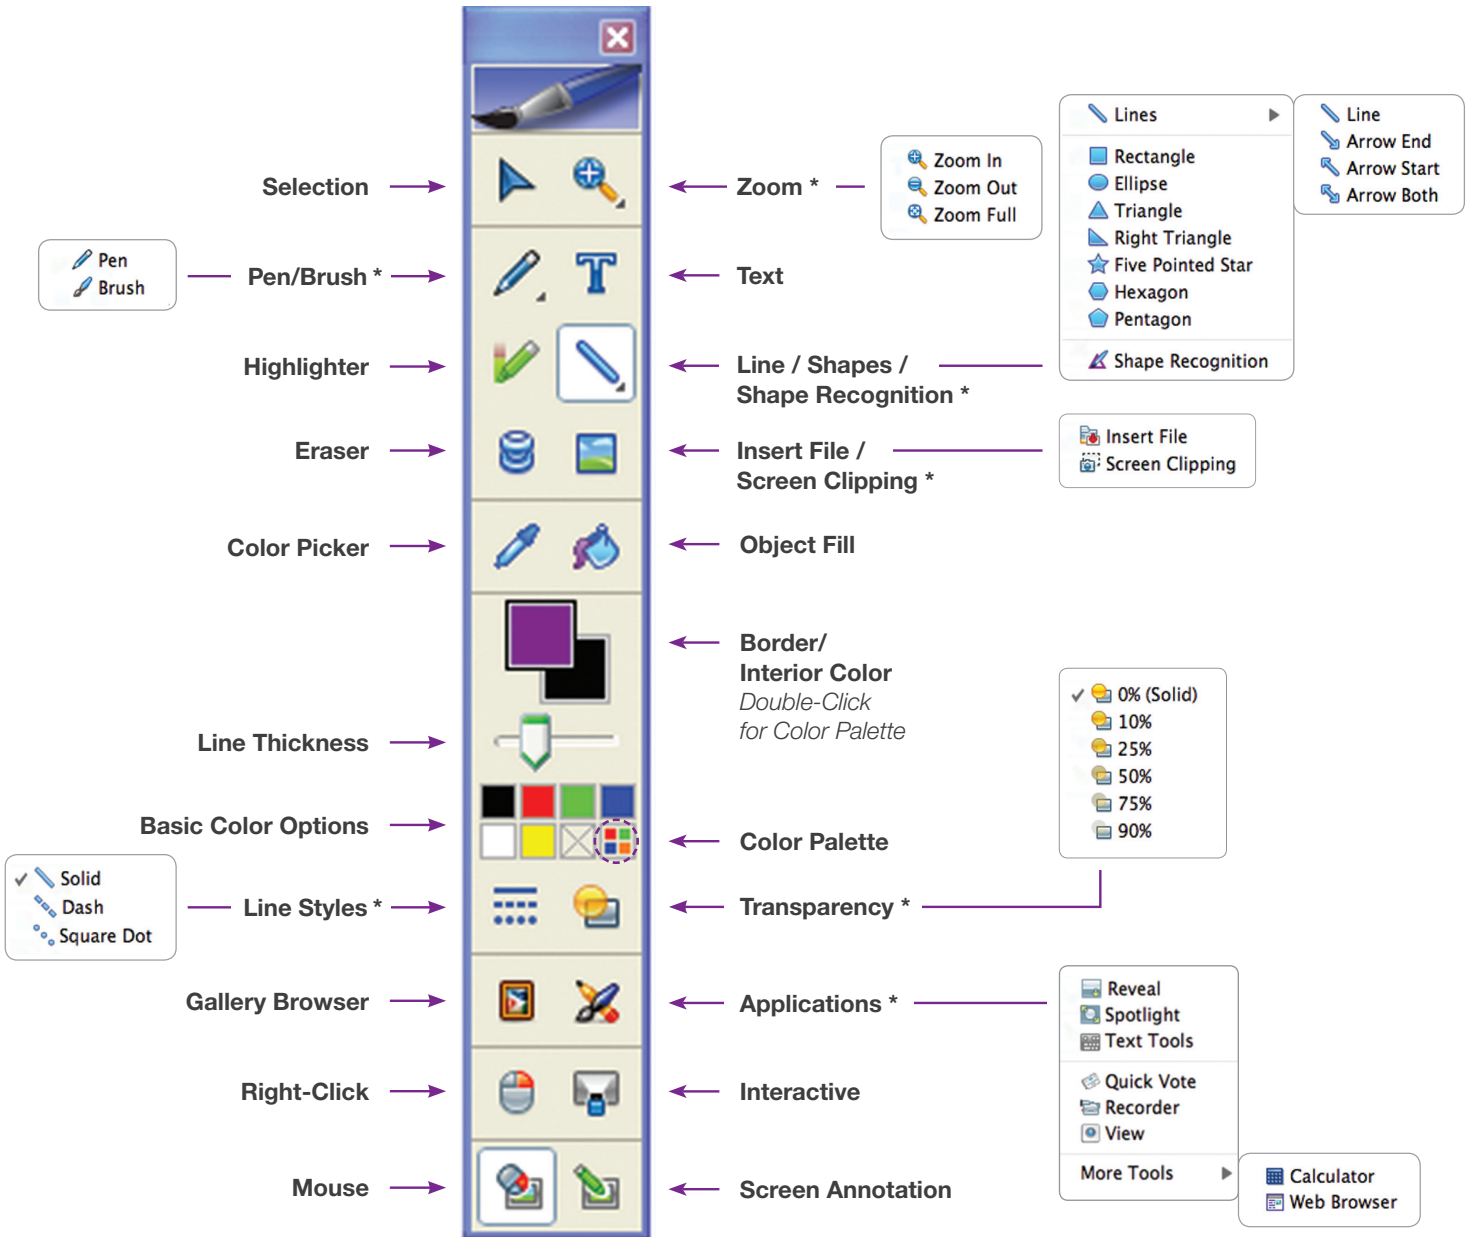 Selection
Zoom *
Zoom In
Zoom Out
Zoom Full
Lines
Rectangle
Ellipse
Triangle
Right Triangle
Five Pointed Star
Hexagon
Pentagon
Shape Recognition
Line
Arrow End
Arrow Start
Arrow Both
Pen
Brush
Pen/Brush *
Text
Highlighter
Line / Shapes /
Shape Recognition *
Eraser
Insert File /
Screen Clipping *
Insert File
Screen Clipping
Color Picker
Object Fill
Border/
Interior Color
Double-Click
for Color Palette
Line Thickness
Basic Color Options
Color Palette
0% (Solid)
10%
25%
50%
75%
90%
Solid
Dash
Square Dot
Line Styles *
Transparency *
Gallery Browser
Applications *
Reveal
Spotlight
Text Tools
Quick Vote
Recorder
View
More Tools
Calculator
Web Browser
Right-Click
Interactive
Mouse
Screen Annotation